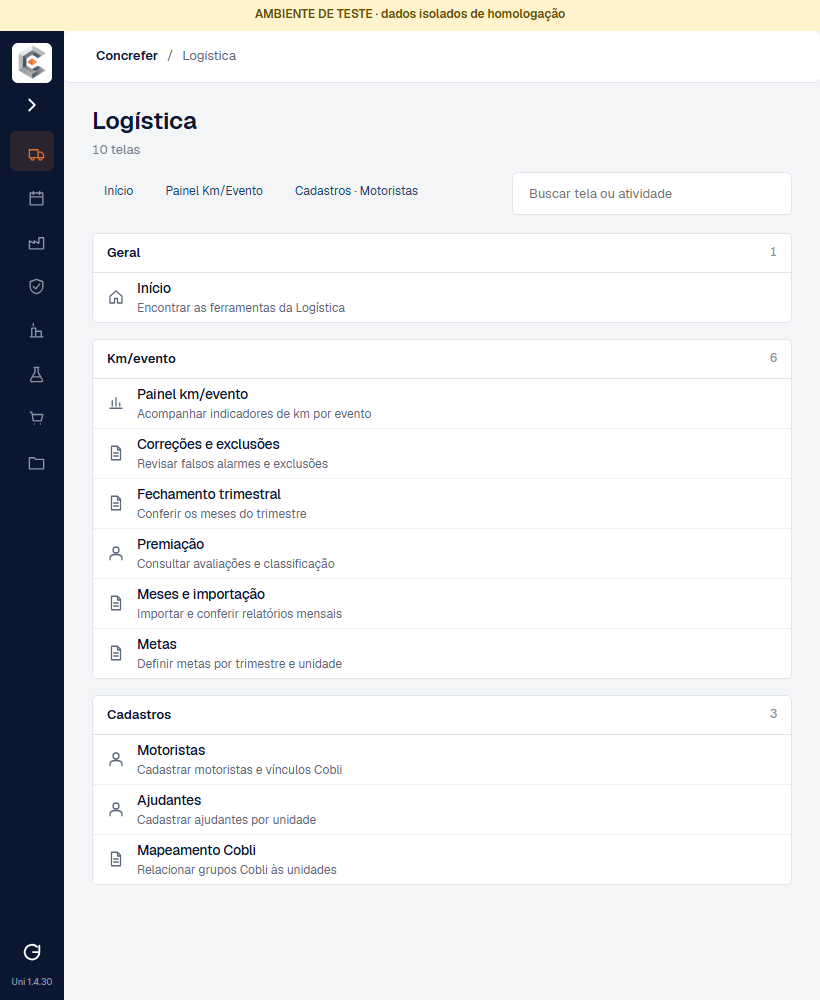 AMBIENTE DE TESTE · dados isolados de homologação
Concrefer / Logística
Logística
10 telas
Início Painel Km/Evento Cadastros · Motoristas Buscar tela ou atividade
Geral 1
Início
Encontrar as ferramentas da Logística
Km/evento 6
Painel km/evento
Acompanhar indicadores de km por evento
Correções e exclusões
Revisar falsos alarmes e exclusões
Fechamento trimestral
Conferir os meses do trimestre
Premiação
Consultar avaliações e classificação
Meses e importação
Importar e conferir relatórios mensais
Metas
Definir metas por trimestre e unidade
Cadastros 3
Motoristas
Cadastrar motoristas e vínculos Cobli
Ajudantes
Cadastrar ajudantes por unidade
Mapeamento Cobli
Relacionar grupos Cobli às unidades
Uni 1.4.30